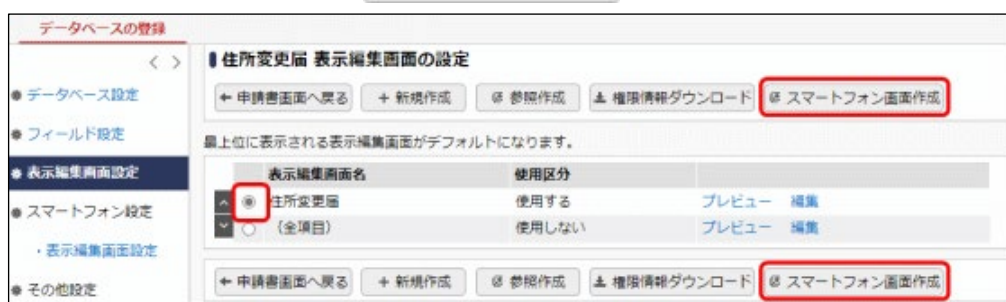 データベースの登録
< >
データベース設定
フィールド設定
表示編集画面設定
スマートフォン設定
・表示編集画面設定
その他設定
住所変更届 表示編集画面の設定
申請書画面へ戻る + 新規作成 参照作成 権限情報ダウンロード スマートフォン画面作成
最上位に表示される表示編集画面がデフォルトになります。
表示編集画面名 使用区分
住所変更届 使用する プレビュー 編集
（全項目） 使用しない プレビュー 編集
申請書画面へ戻る + 新規作成 参照作成 権限情報ダウンロード スマートフォン画面作成